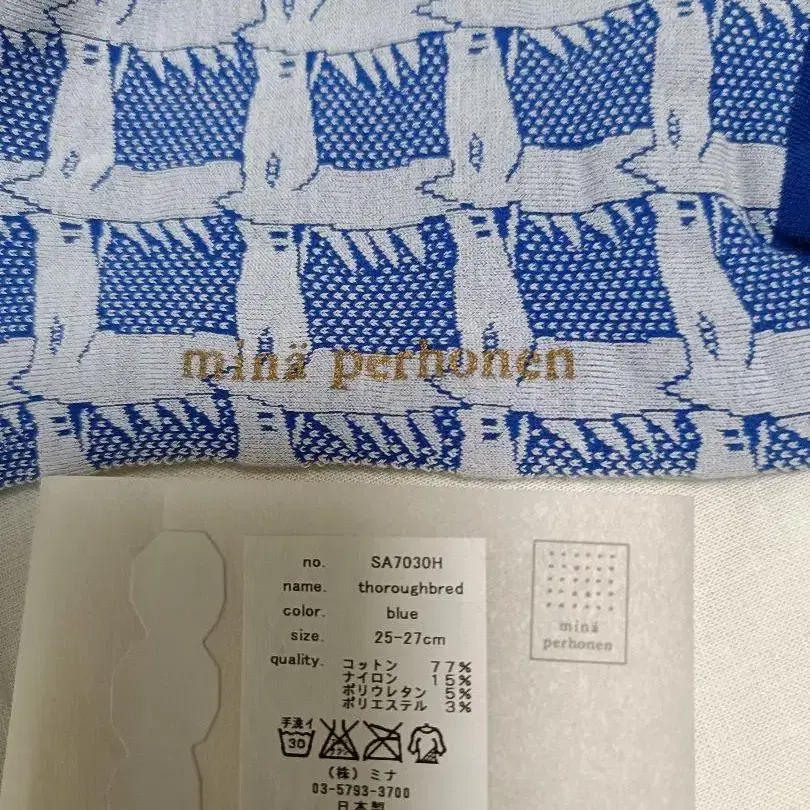 minä perhonen
no. SA7030H
name. thoroughbred
color. blue
size. 25-27cm
quality. コットン 77%
ナイロン 15%
ポリウレタン 5%
ポリエステル 3%
手洗イ
30
(株) ミナ
03-5793-3700
日本製
minä
perhonen